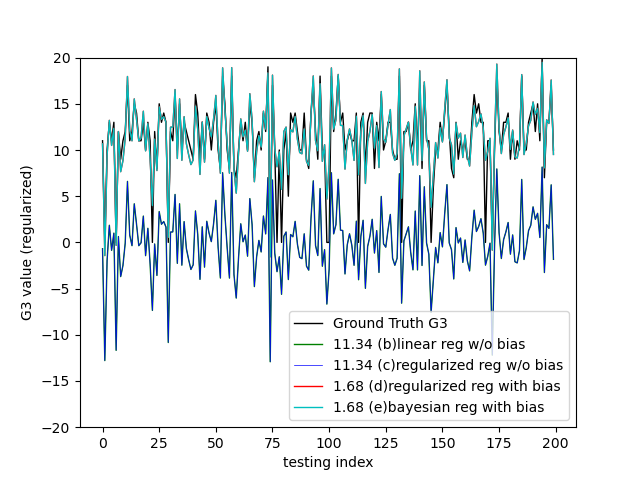 20
15
10
5
0
−5
−10
−15
−20
G3 value (regularized)
Ground Truth G3
11.34 (b)linear reg w/o bias
11.34 (c)regularized reg w/o bias
1.68 (d)regularized reg with bias
1.68 (e)bayesian reg with bias
0 25 50 75 100 125 150 175 200
testing index